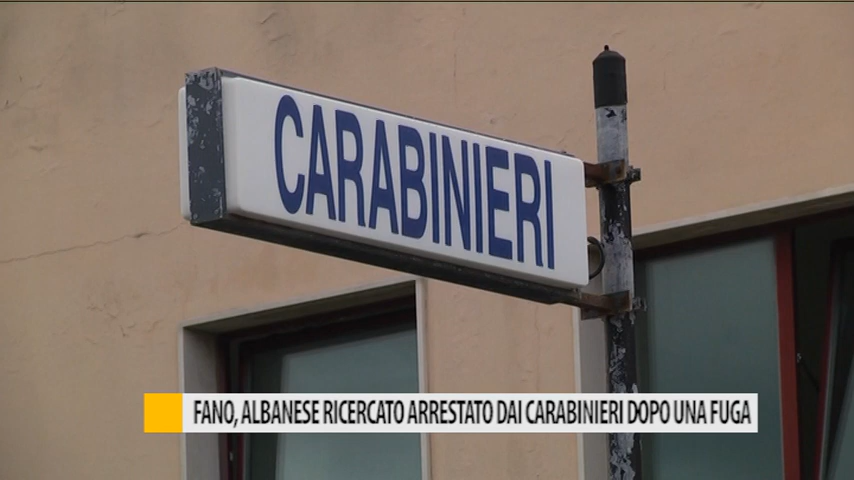 CARABINIERI
FANO, ALBANESE RICERCATO ARRESTATO DAI CARABINIERI DOPO UNA FUGA